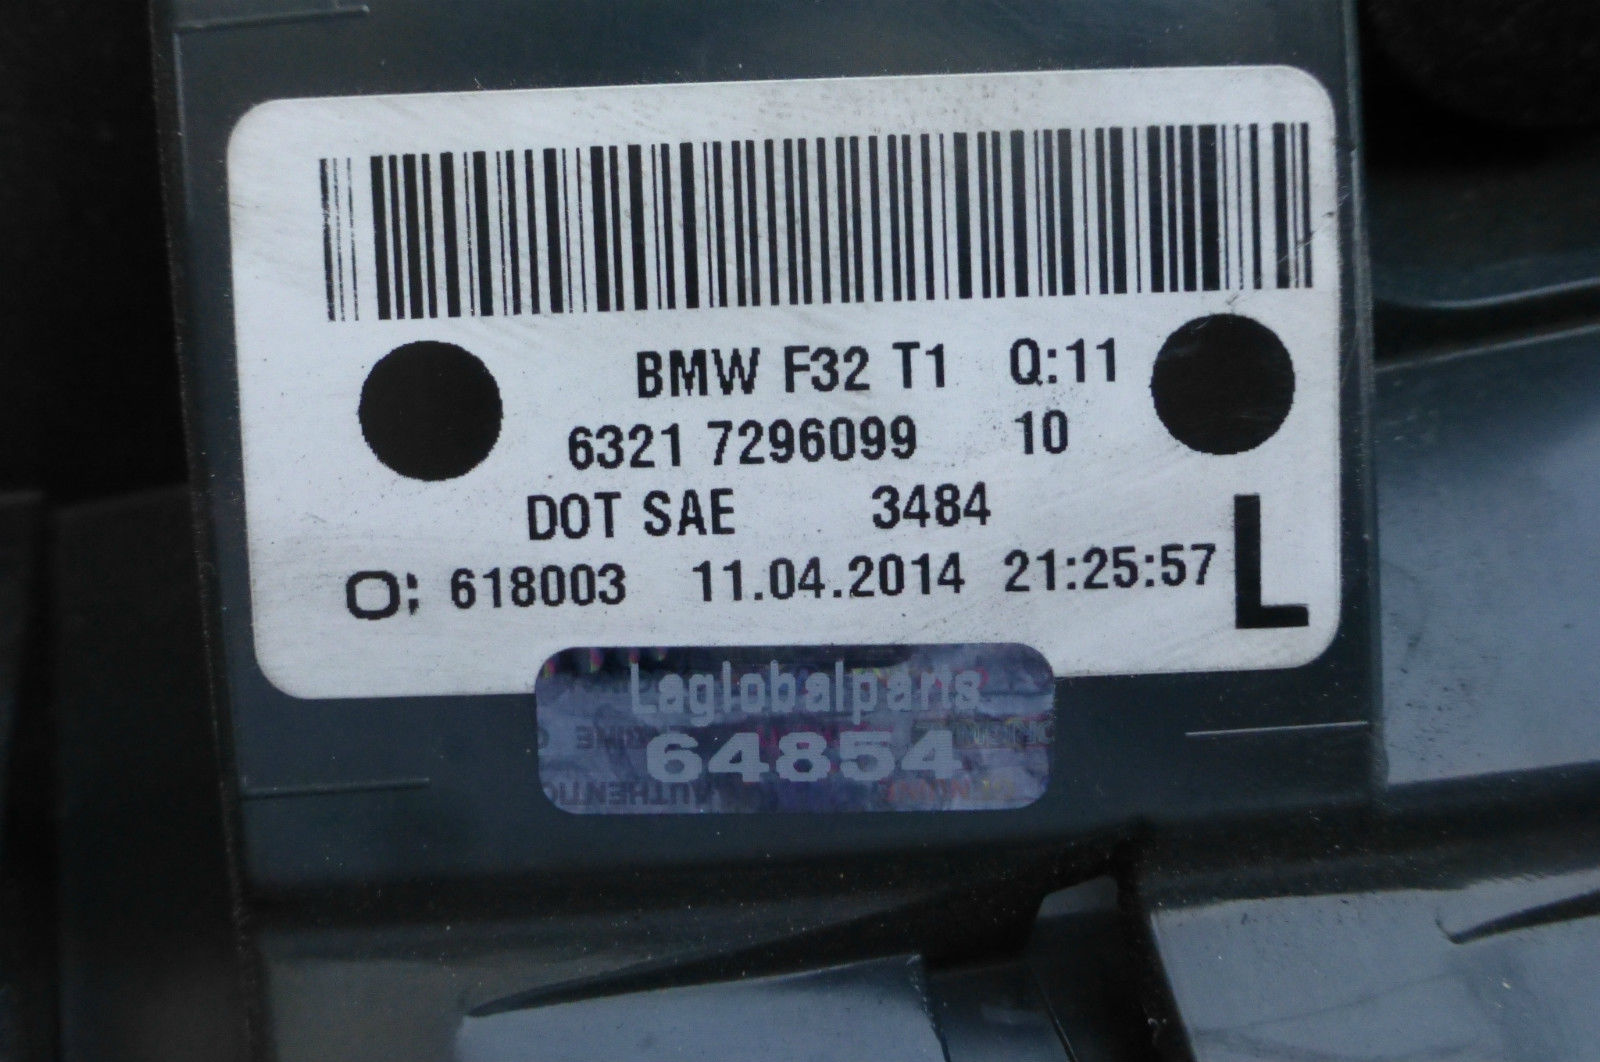 BMW F32 T1 Q:11
6321 7296099 10
DOT SAE 3484
O: 618003 11.04.2014 21:25:57 L
Laglobalparts
64854
AUTHENTIC